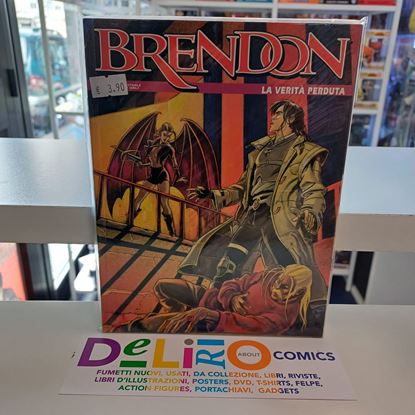 BRENDON
LA VERITÀ PERDUTA
€ 3.90
DeLiRiO ABOUT COMICS
FUMETTI NUOVI, USATI, DA COLLEZIONE, LIBRI, RIVISTE,
LIBRI D'ILLUSTRAZIONI, POSTERS, DVD, T-SHIRTS, FELPE,
ACTION FIGURES, PORTACHIAVI, GADGETS